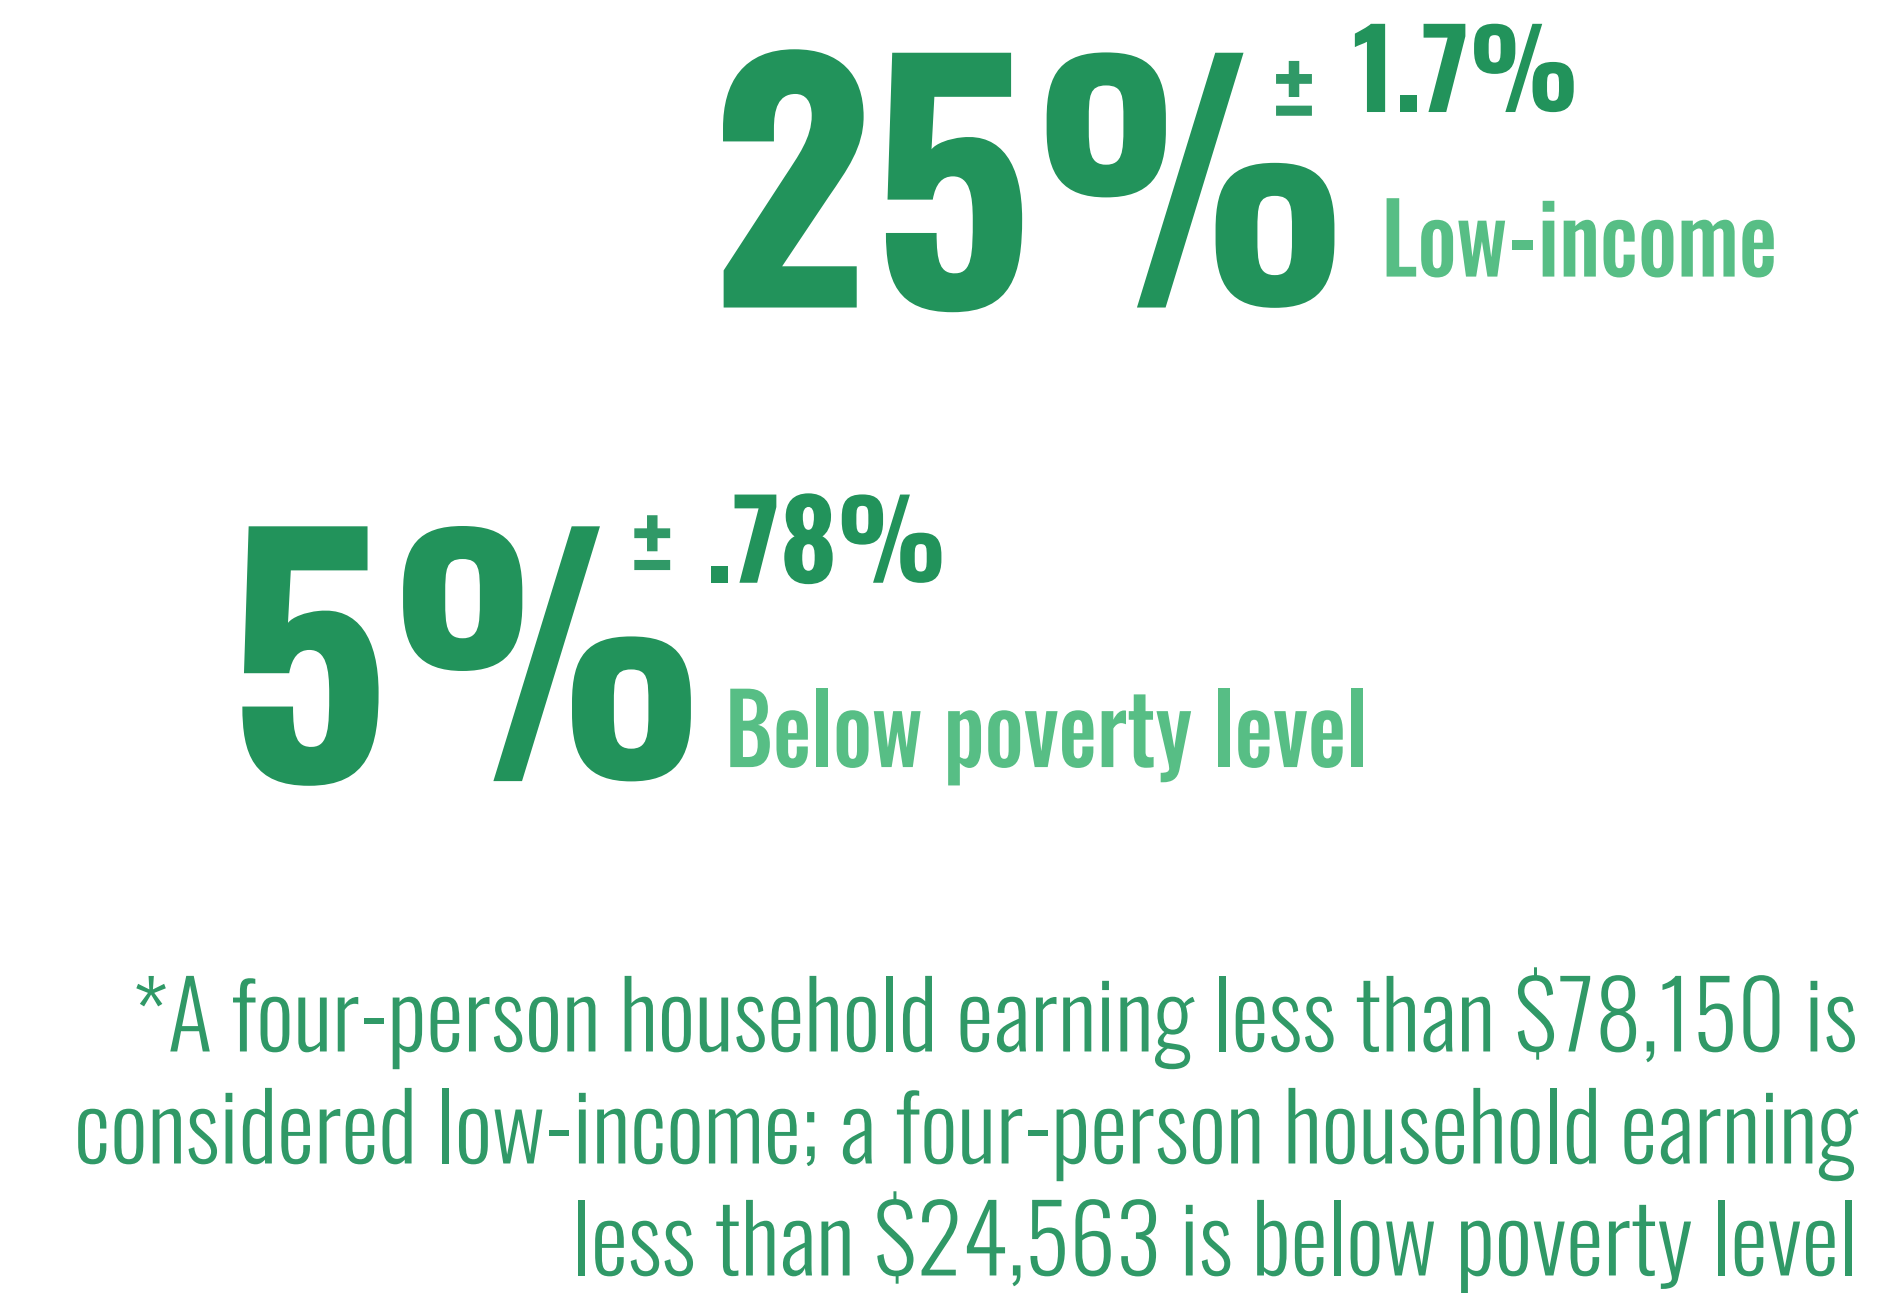 25% ± 1.7%
Low-income
5% ± .78%
Below poverty level
*A four-person household earning less than $78,150 is
considered low-income; a four-person household earning
less than $24,563 is below poverty level